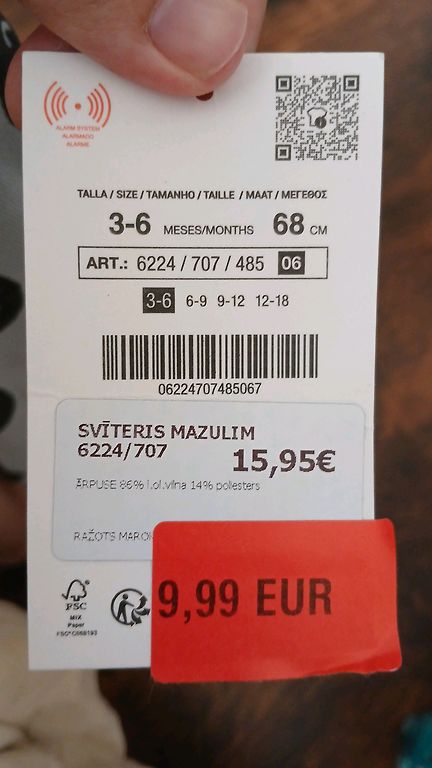 ALARM SYSTEM
ALARMADO
ALARME
TALLA / SIZE / TAMANHO / TAILLE / MAAT / ΜΕΓΕΘΟΣ
3-6 MESES/MONTHS 68 CM
ART.: 6224 / 707 / 485 06
3-6 6-9 9-12 12-18
06224707485067
SVĪTERIS MAZULIM
6224/707
15,95€
ĀRPUSE 86% kokvilna 14% poliesters
RAŽOTS
9,99 EUR
FSC
MIX
Paper
FSC® C068193